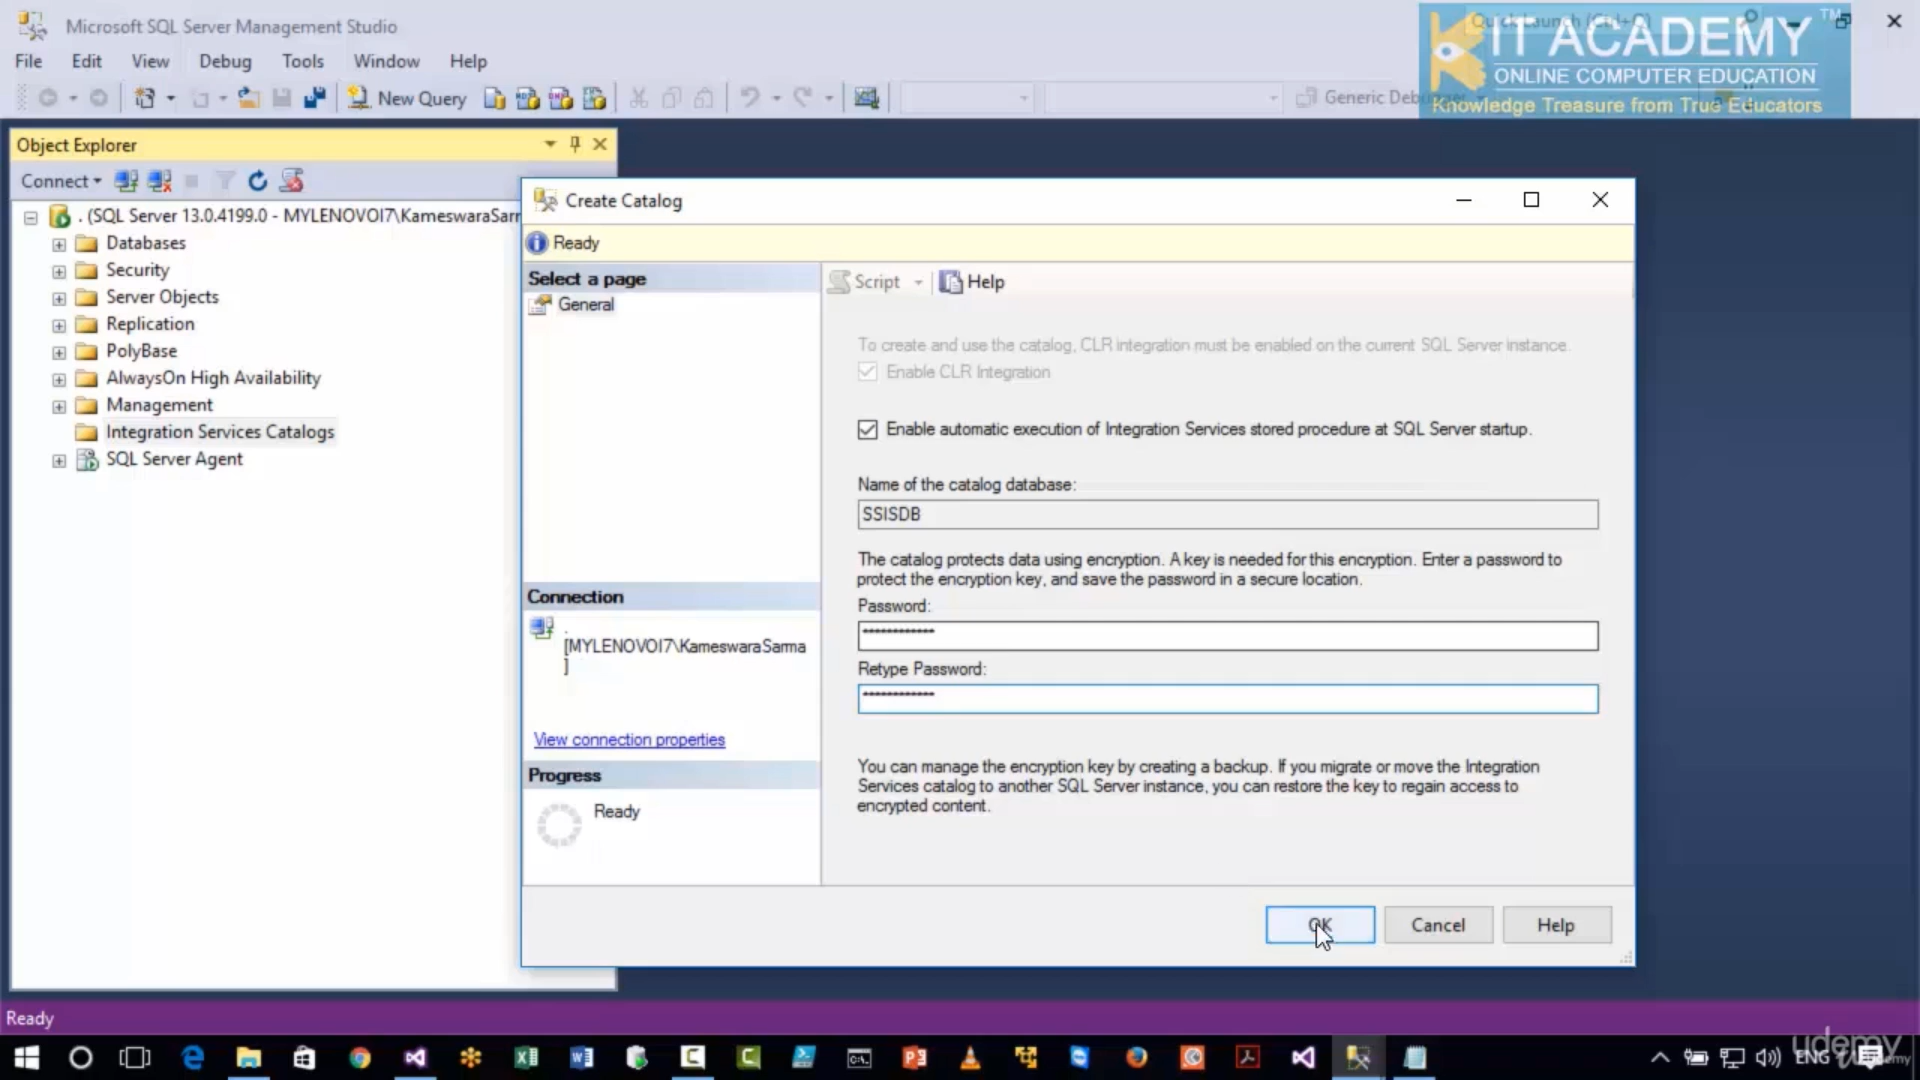 Microsoft SQL Server Management Studio
Quick Launch (Ctrl+Q)
IT ACADEMY TM
ONLINE COMPUTER EDUCATION
Knowledge Treasure from True Educators
File Edit View Debug Tools Window Help
New Query
Generic Debugger
Object Explorer
Connect
. (SQL Server 13.0.4199.0 - MYLENOVOI7\KameswaraSarm
Databases
Security
Server Objects
Replication
PolyBase
AlwaysOn High Availability
Management
Integration Services Catalogs
SQL Server Agent
Create Catalog
Ready
Select a page
General
Script
Help
To create and use the catalog, CLR integration must be enabled on the current SQL Server instance.
Enable CLR Integration
Enable automatic execution of Integration Services stored procedure at SQL Server startup.
Name of the catalog database:
SSISDB
The catalog protects data using encryption. A key is needed for this encryption. Enter a password to
protect the encryption key, and save the password in a secure location.
Password:
************
Retype Password:
************
You can manage the encryption key by creating a backup. If you migrate or move the Integration
Services catalog to another SQL Server instance, you can restore the key to regain access to
encrypted content.
Connection
.
[MYLENOVOI7\KameswaraSarma
]
View connection properties
Progress
Ready
OK
Cancel
Help
Ready
ENG
udemy